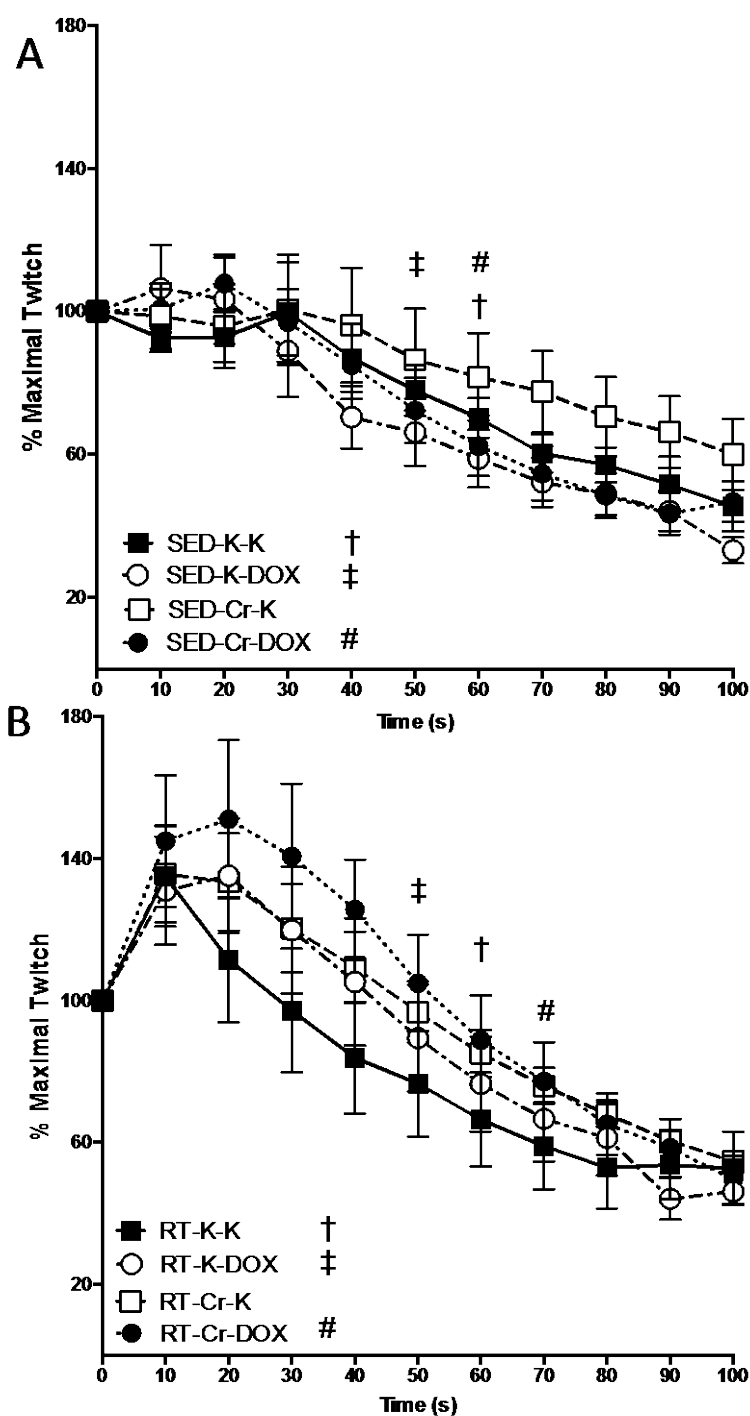 A
180
140
100
60
20
% Maximal Twitch
‡ #
†
SED-K-K †
SED-K-DOX ‡
SED-Cr-K
SED-Cr-DOX #
0 10 20 30 40 50 60 70 80 90 100
Time (s)
B
180
140
100
60
20
% Maximal Twitch
‡
†
#
RT-K-K †
RT-K-DOX ‡
RT-Cr-K
RT-Cr-DOX #
0 10 20 30 40 50 60 70 80 90 100
Time (s)